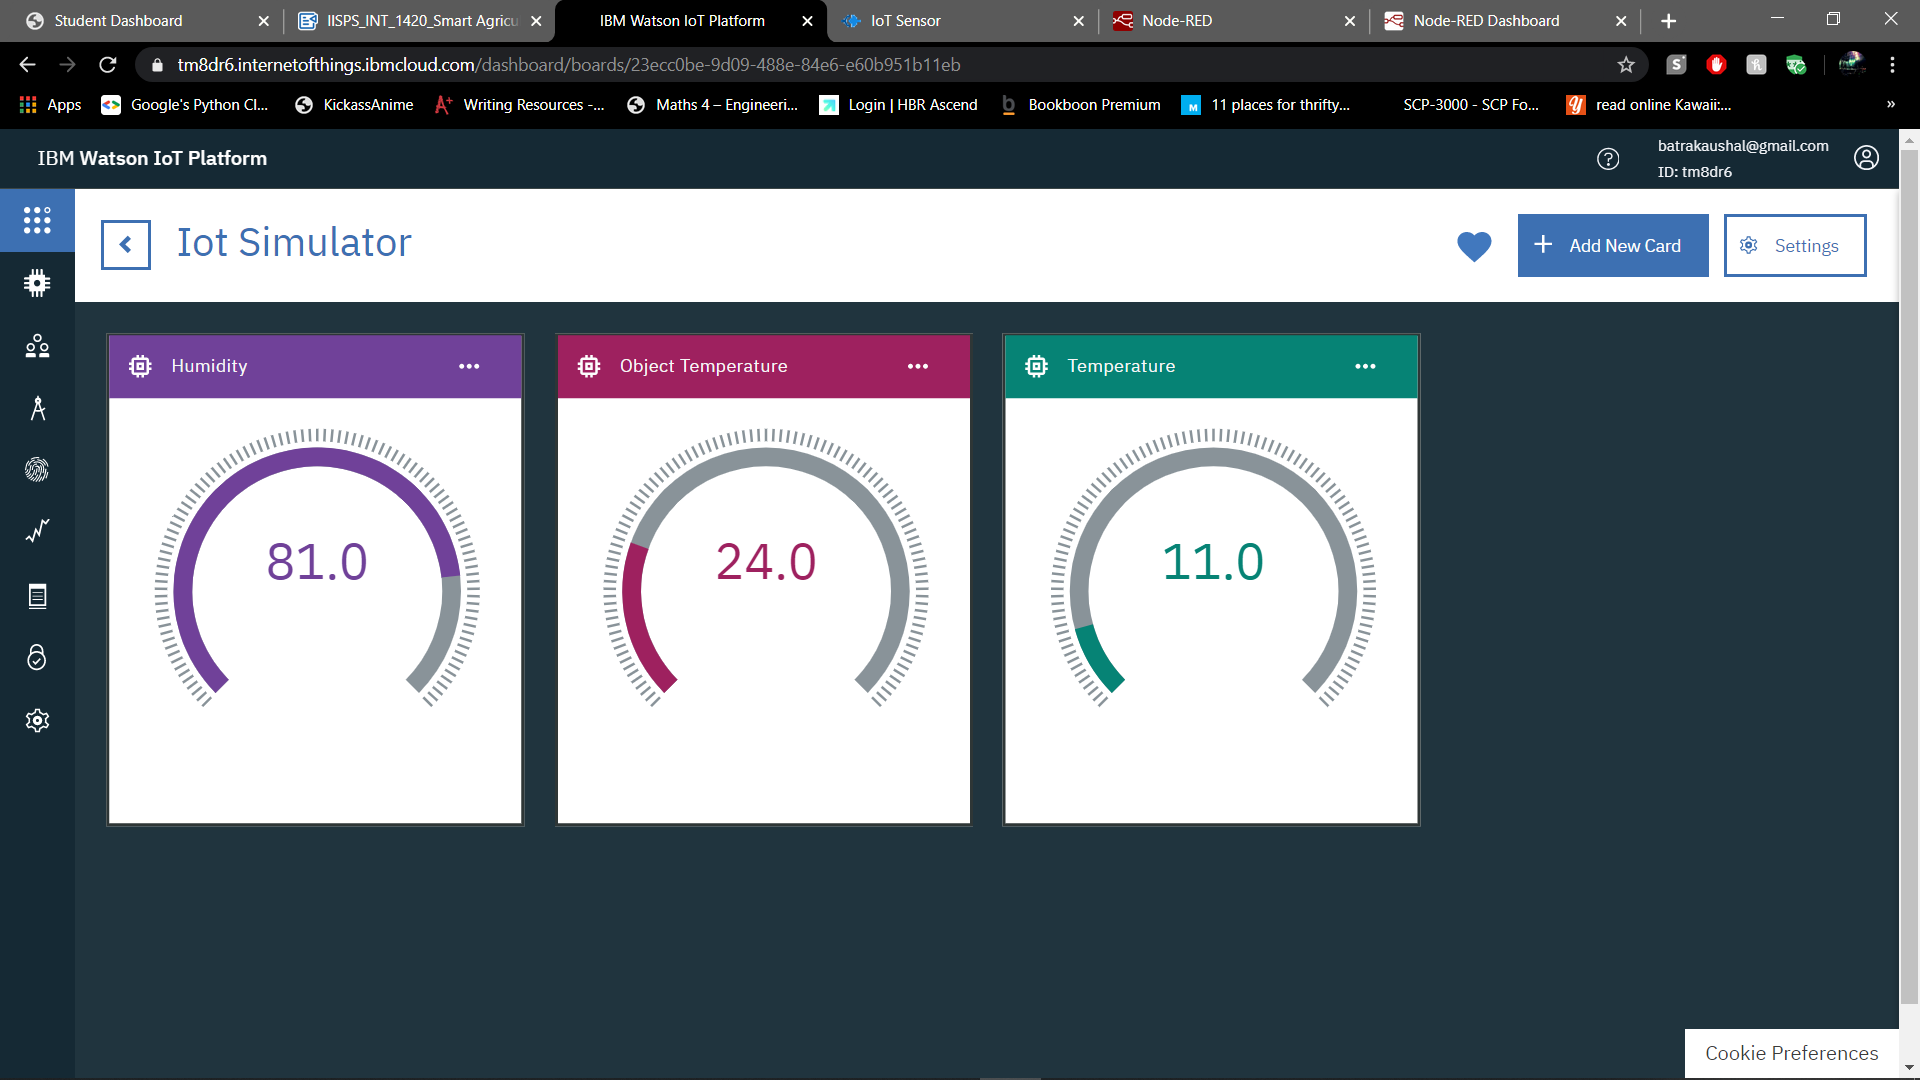 Student Dashboard
IISPS_INT_1420_Smart Agricu
IBM Watson IoT Platform
IoT Sensor
Node-RED
Node-RED Dashboard
tm8dr6.internetofthings.ibmcloud.com/dashboard/boards/23ecc0be-9d09-488e-84e6-e60b951b11eb
Apps
Google's Python Cl...
KickassAnime
Writing Resources -...
Maths 4 – Engineeri...
Login | HBR Ascend
Bookboon Premium
11 places for thrifty...
SCP-3000 - SCP Fo...
read online Kawaii:...
»
IBM Watson IoT Platform
batrakaushal@gmail.com
ID: tm8dr6
Iot Simulator
Add New Card
Settings
Humidity
Object Temperature
Temperature
81.0
24.0
11.0
Cookie Preferences